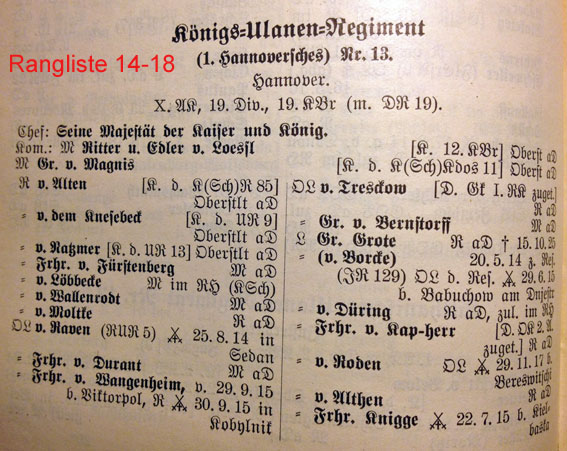 Königs-Ulanen-Regiment
(1. Hannoversches) Nr. 13.
Rangliste 14-18
Hannover.
X. AK, 19. Div., 19. KBr (m. DR 19).
Chef: Seine Majestät der Kaiser und König.
Kom.: M Ritter u. Edler v. Loessl [K. 12. KBr] Oberst aD
M Gr. v. Magnis [K. d. K(Sch)Kdos 11] Oberst aD
R v. Alten [K. d. K(Sch)R 85]
Oberstlt aD
= v. dem Knesebeck [K. d. UR 9]
Oberstlt aD
= v. Natzmer [K. d. UR 13] Oberstlt aD
= Frhr. v. Fürstenberg M aD
= v. Löbbecke M im RH (KSch)
= v. Wallenrodt M aD
= v. Moltke R aD
OL v. Raven (RUR 5) ⚔ 25. 8. 14 in
Sedan
= Frhr. v. Durant M aD
= Frhr. v. Wangenheim, v. 29. 9. 15
b. Viktorpol, R ⚔ 30. 9. 15 in
Kobylnik
OL v. Tresckow [D. Gk I. RK zuget.]
R aD
= Gr. v. Bernstorff M aD
L Gr. Grote R aD † 15. 10. 25
= (v. Borcke) 20. 5. 14 z. Res.
(JR 129) OL d. Res. ⚔ 29. 6. 15
b. Babuchow am Dnjestr
= v. Düring R aD, zul. im RH
= Frhr. v. Kap-herr [D. OK 2. A.
zuget.] R aD
= v. Roden OL ⚔ 29. 11. 17 b.
Bereswitschi
= v. Althen R aD
= Frhr. Knigge ⚔ 22. 7. 15 b. Kiel-
baska